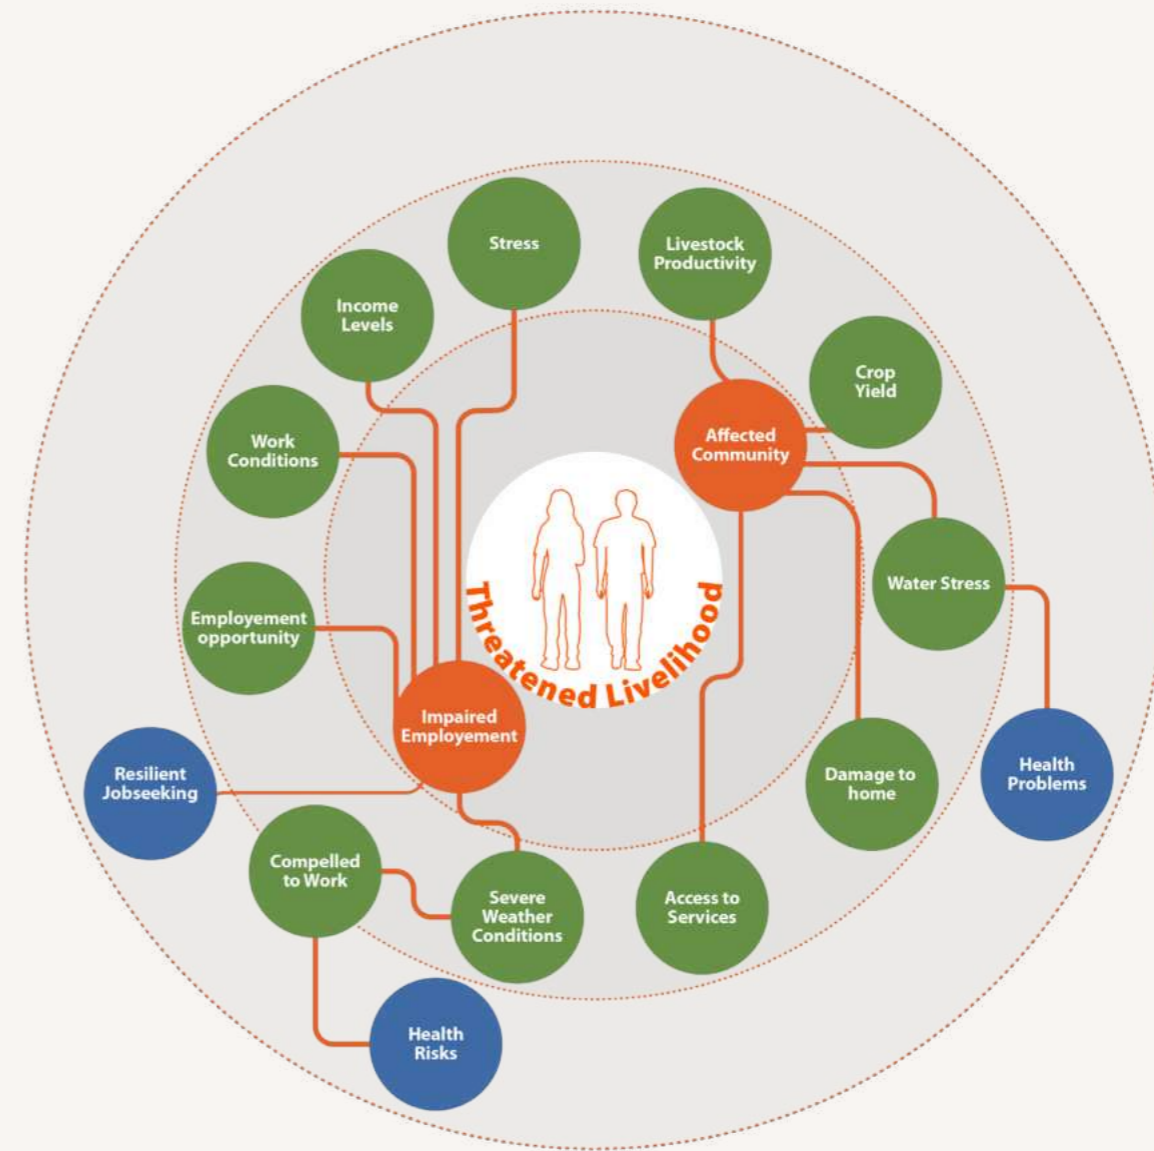 Stress
Livestock
Productivity
Income
Levels
Crop
Yield
Work
Conditions
Affected
Community
Water Stress
Employement
opportunity
Threatened Livelihood
Impaired
Employement
Resilient
Jobseeking
Damage to
home
Health
Problems
Compelled
to Work
Severe
Weather
Conditions
Access to
Services
Health
Risks